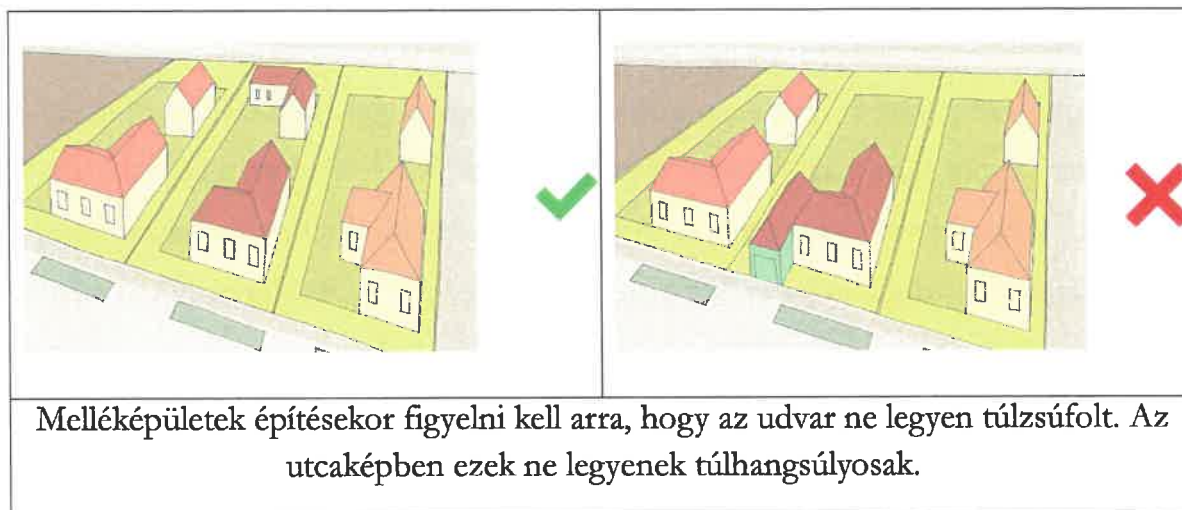 Melléképületek építésekor figyelni kell arra, hogy az udvar ne legyen túlzsúfolt. Az
utcaképben ezek ne legyenek túlhangsúlyosak.